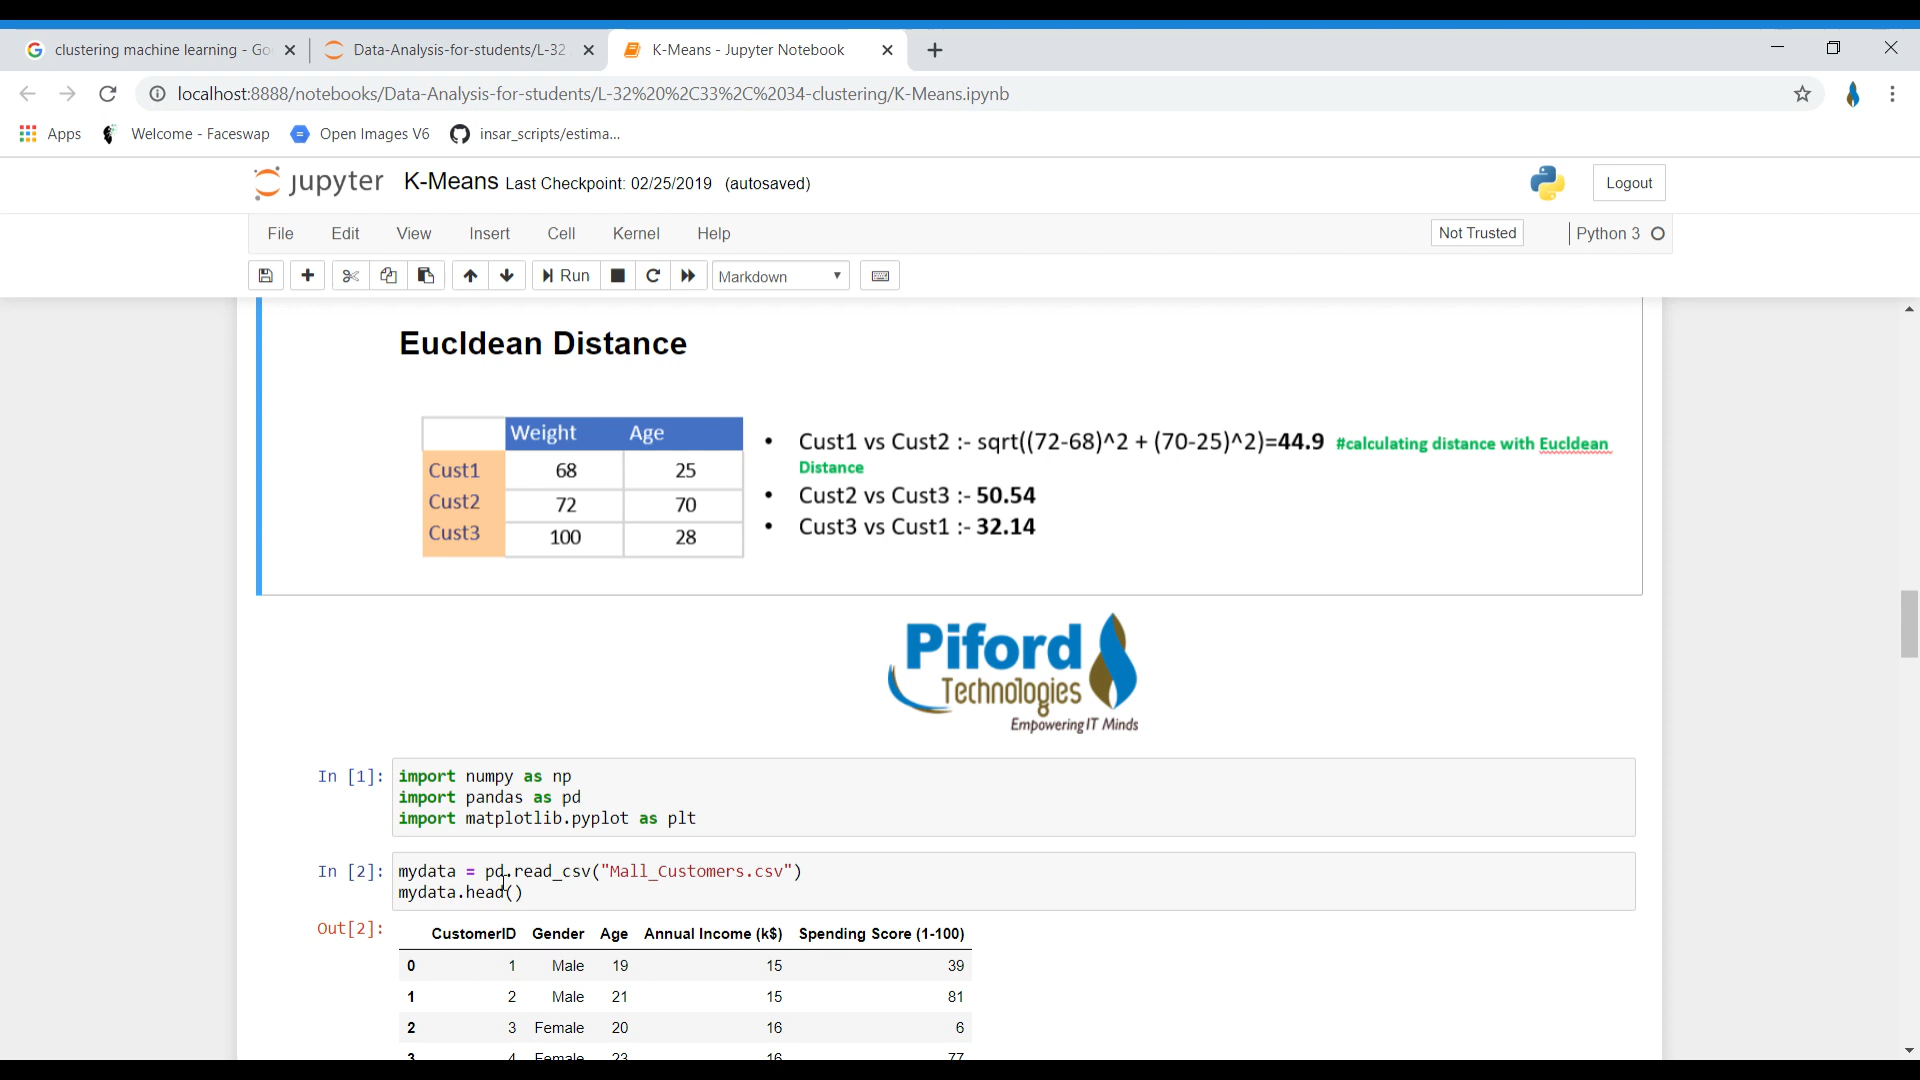 clustering machine learning - Go
Data-Analysis-for-students/L-32
K-Means - Jupyter Notebook
localhost:8888/notebooks/Data-Analysis-for-students/L-32%20%2C33%2C%2034-clustering/K-Means.ipynb
Apps Welcome - Faceswap Open Images V6 insar_scripts/estima...
jupyter K-Means Last Checkpoint: 02/25/2019 (autosaved)
Logout
File Edit View Insert Cell Kernel Help Not Trusted Python 3
Run Markdown
Eucldean Distance
Weight Age
Cust1 68 25
Cust2 72 70
Cust3 100 28
• Cust1 vs Cust2 :- sqrt((72-68)^2 + (70-25)^2)=44.9 #calculating distance with Eucldean
Distance
• Cust2 vs Cust3 :- 50.54
• Cust3 vs Cust1 :- 32.14
Piford
Technologies
Empowering IT Minds
In [1]: import numpy as np
import pandas as pd
import matplotlib.pyplot as plt
In [2]: mydata = pd.read_csv("Mall_Customers.csv")
mydata.head()
Out[2]:
CustomerID Gender Age Annual Income (k$) Spending Score (1-100)
0 1 Male 19 15 39
1 2 Male 21 15 81
2 3 Female 20 16 6
3 4 Female 23 16 77